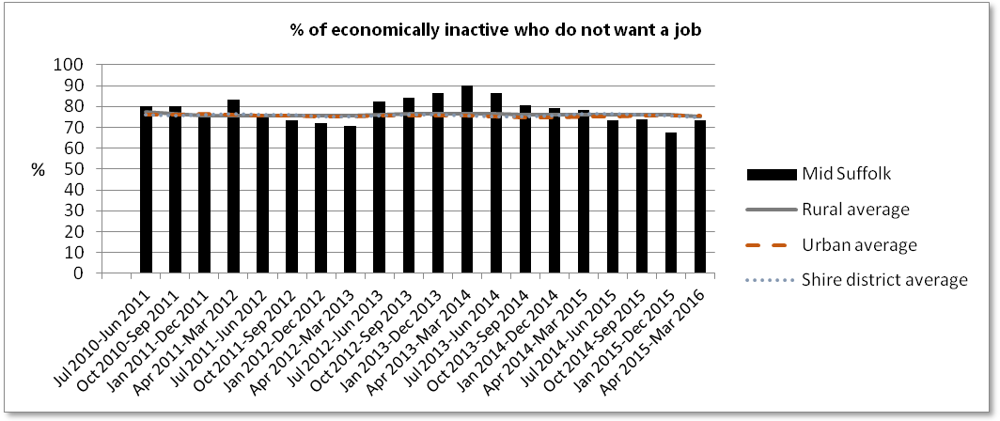 % of economically inactive who do not want a job
100
90
80
70
60
50
40
30
20
10
0
%
Jul 2010-Jun 2011
Oct 2010-Sep 2011
Jan 2011-Dec 2011
Apr 2011-Mar 2012
Jul 2011-Jun 2012
Oct 2011-Sep 2012
Jan 2012-Dec 2012
Apr 2012-Mar 2013
Jul 2012-Jun 2013
Oct 2012-Sep 2013
Jan 2013-Dec 2013
Apr 2013-Mar 2014
Jul 2013-Jun 2014
Oct 2013-Sep 2014
Jan 2014-Dec 2014
Apr 2014-Mar 2015
Jul 2014-Jun 2015
Oct 2014-Sep 2015
Jan 2015-Dec 2015
Apr 2015-Mar 2016
Mid Suffolk
Rural average
Urban average
Shire district average